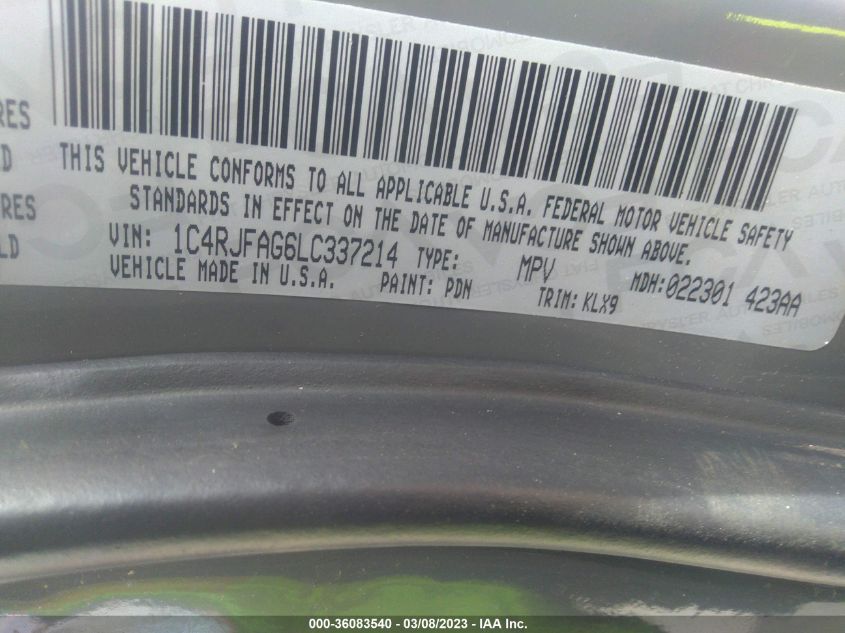 RES
D
RES
LD
THIS VEHICLE CONFORMS TO ALL APPLICABLE U.S.A. FEDERAL MOTOR VEHICLE SAFETY
STANDARDS IN EFFECT ON THE DATE OF MANUFACTURE SHOWN ABOVE.
VIN: 1C4RJFAG6LC337214 TYPE: MPV MDH:022301 423AA
VEHICLE MADE IN U.S.A. PAINT: PDN TRIM: KLX9
000-36083540 - 03/08/2023 - IAA Inc.